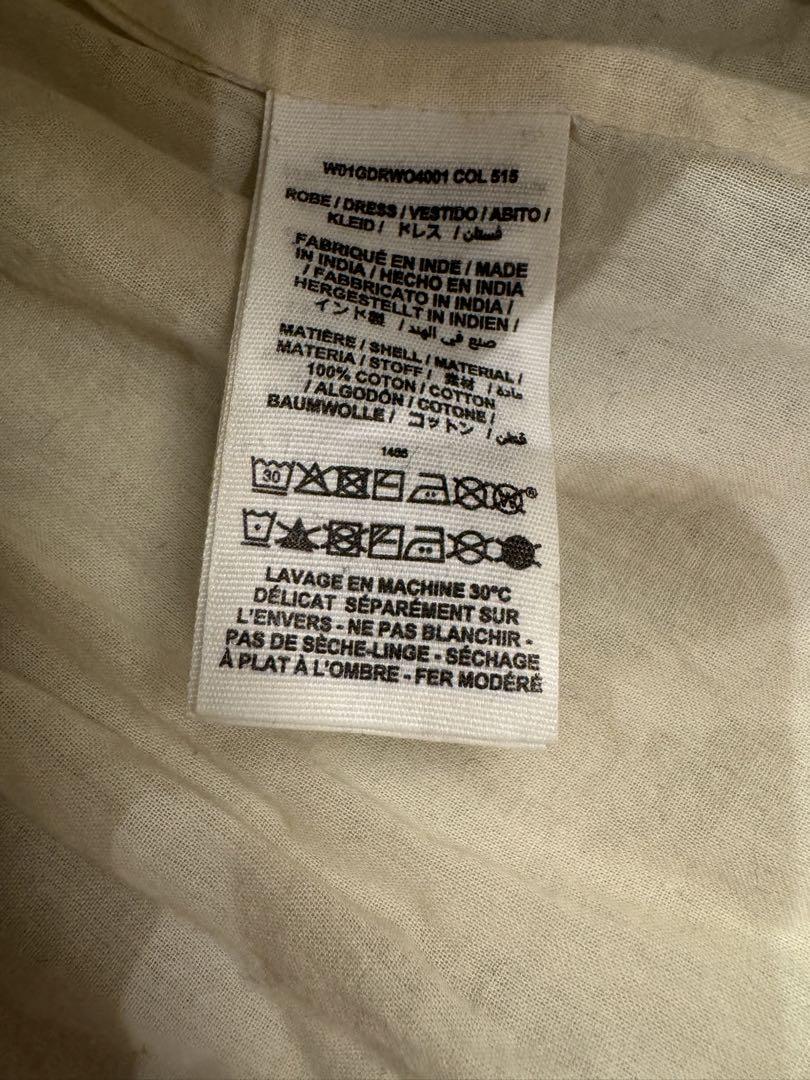 W01GDRWO4001 COL 515
ROBE / DRESS / VESTIDO / ABITO /
KLEID / ドレス / فستان
FABRIQUÉ EN INDE / MADE
IN INDIA / HECHO EN INDIA
/ FABBRICATO IN INDIA /
HERGESTELLT IN INDIEN /
インド製 / صنع في الهند
MATIÈRE / SHELL / MATERIAL /
MATERIA / STOFF / 素材 / مادة
100% COTON / COTTON
/ ALGODÓN / COTONE /
BAUMWOLLE / コットン / قطن
1486
30
LAVAGE EN MACHINE 30°C
DÉLICAT SÉPARÉMENT SUR
L'ENVERS - NE PAS BLANCHIR -
PAS DE SÈCHE-LINGE - SÉCHAGE
À PLAT À L'OMBRE - FER MODÉRÉ